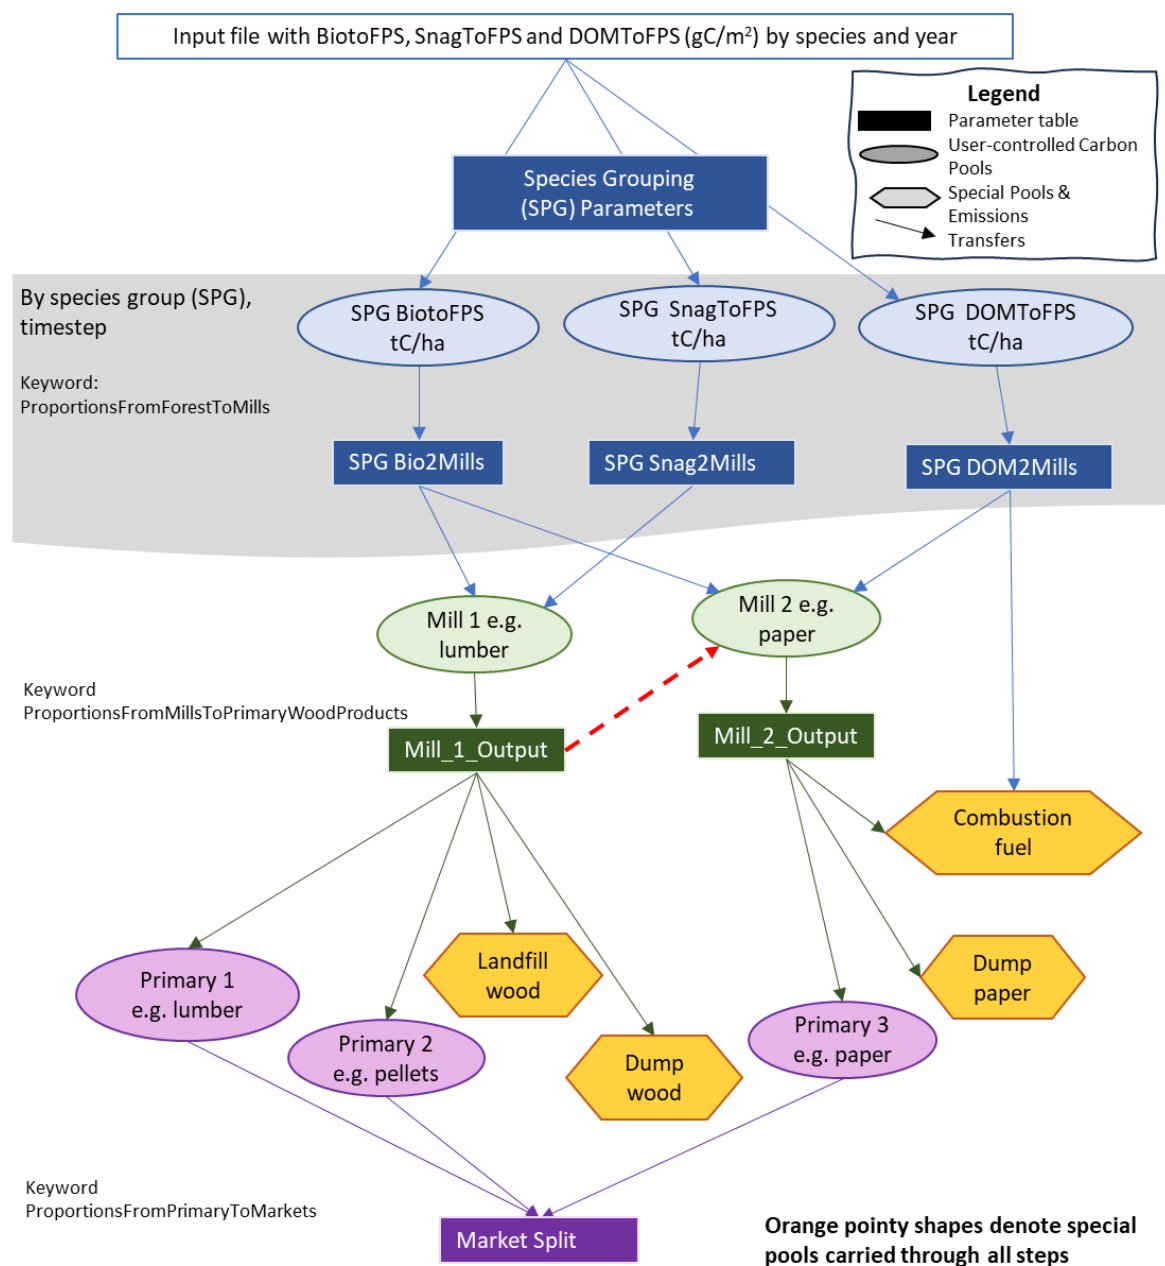 Input file with BiotoFPS, SnagToFPS and DOMToFPS (gC/m²) by species and year
Legend
Parameter table
User-controlled Carbon
Pools
Special Pools &
Emissions
Transfers
Species Grouping
(SPG) Parameters
By species group (SPG),
timestep
Keyword:
ProportionsFromForestToMills
SPG BiotoFPS
tC/ha
SPG SnagToFPS
tC/ha
SPG DOMToFPS
tC/ha
SPG Bio2Mills
SPG Snag2Mills
SPG DOM2Mills
Mill 1 e.g.
lumber
Mill 2 e.g.
paper
Keyword
ProportionsFromMillsToPrimaryWoodProducts
Mill_1_Output
Mill_2_Output
Combustion
fuel
Landfill
wood
Dump
paper
Primary 1
e.g. lumber
Primary 2
e.g. pellets
Dump
wood
Primary 3
e.g. paper
Keyword
ProportionsFromPrimaryToMarkets
Market Split
Orange pointy shapes denote special
pools carried through all steps